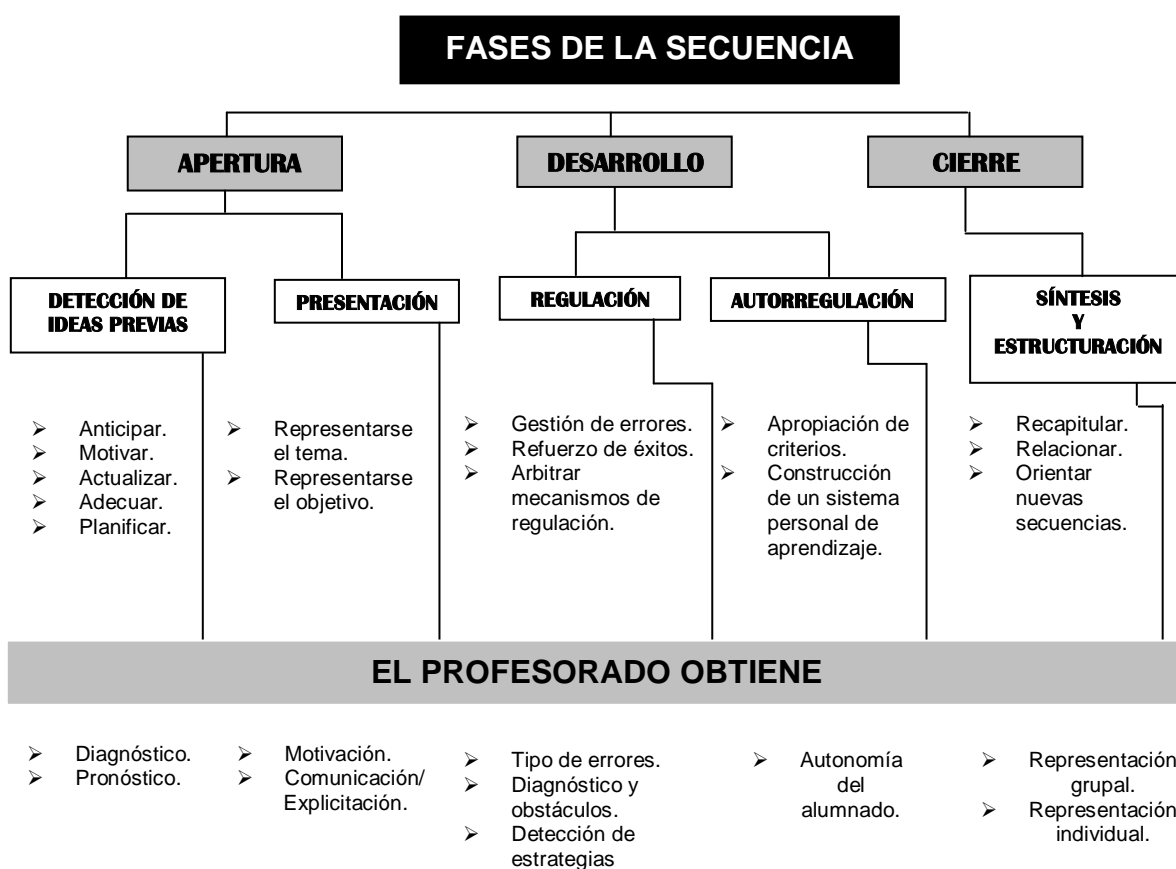 FASES DE LA SECUENCIA
APERTURA
DESARROLLO
CIERRE
DETECCIÓN DE
IDEAS PREVIAS
PRESENTACIÓN
REGULACIÓN
AUTORREGULACIÓN
SÍNTESIS
Y
ESTRUCTURACIÓN
➢ Anticipar.
➢ Motivar.
➢ Actualizar.
➢ Adecuar.
➢ Planificar.
➢ Representarse
el tema.
➢ Representarse
el objetivo.
➢ Gestión de errores.
➢ Refuerzo de éxitos.
➢ Arbitrar
mecanismos de
regulación.
➢ Apropiación de
criterios.
➢ Construcción
de un sistema
personal de
aprendizaje.
➢ Recapitular.
➢ Relacionar.
➢ Orientar
nuevas
secuencias.
EL PROFESORADO OBTIENE
➢ Diagnóstico.
➢ Pronóstico.
➢ Motivación.
➢ Comunicación/
Explicitación.
➢ Tipo de errores.
➢ Diagnóstico y
obstáculos.
➢ Detección de
estrategias
➢ Autonomía
del
alumnado.
➢ Representación
grupal.
➢ Representación
individual.